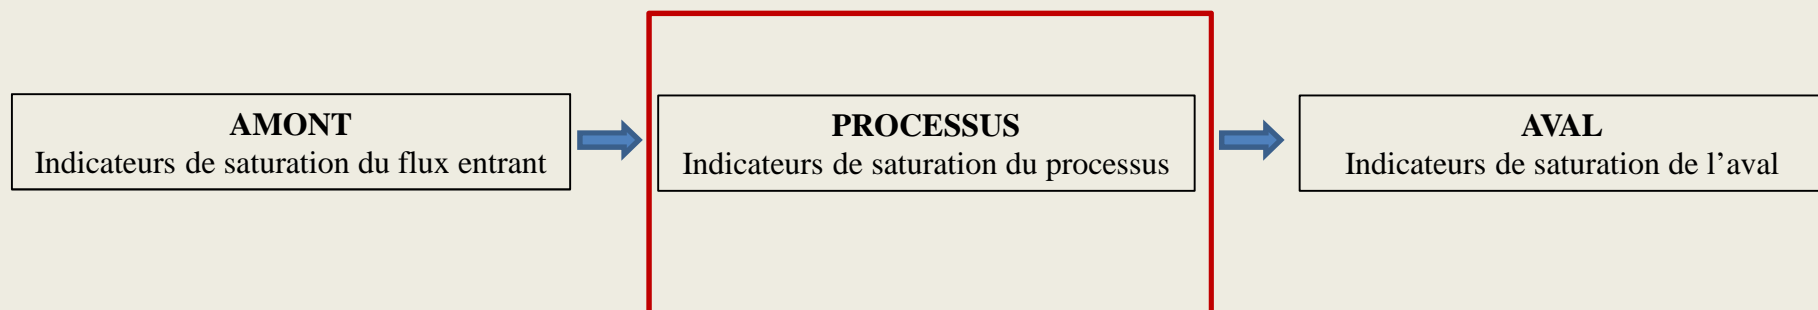 AMONT
Indicateurs de saturation du flux entrant
PROCESSUS
Indicateurs de saturation du processus
AVAL
Indicateurs de saturation de l’aval